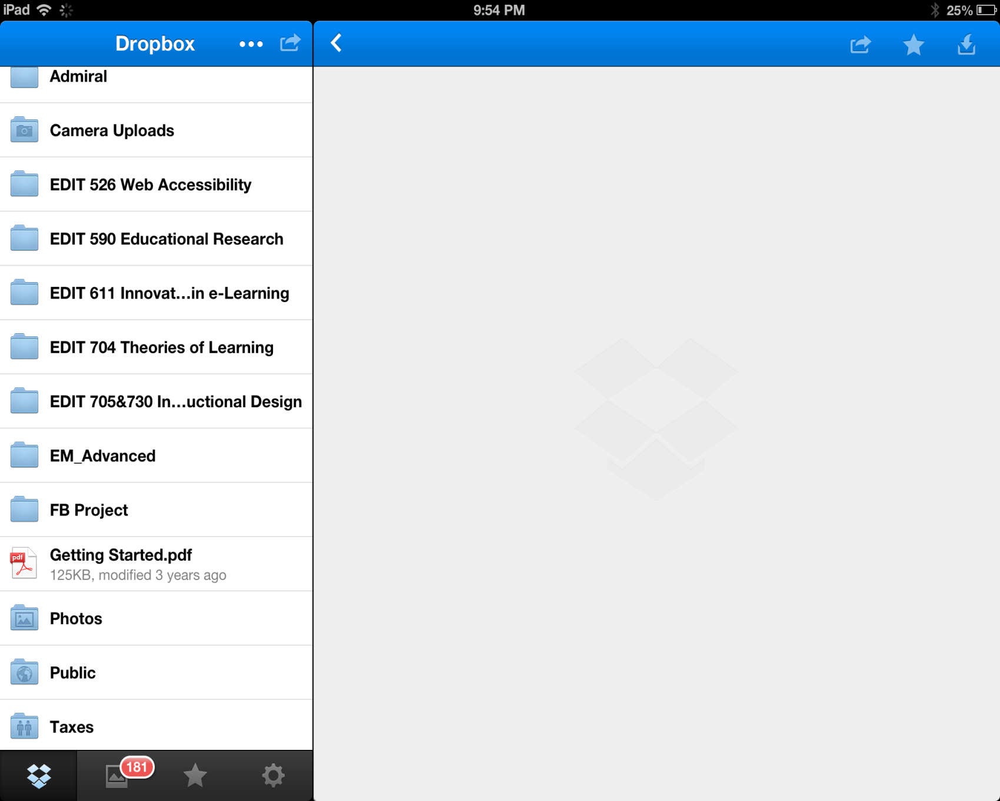 iPad
9:54 PM
25%
Dropbox
Admiral
Camera Uploads
EDIT 526 Web Accessibility
EDIT 590 Educational Research
EDIT 611 Innovat...in e-Learning
EDIT 704 Theories of Learning
EDIT 705&730 In...uctional Design
EM_Advanced
FB Project
pdf
Getting Started.pdf
125KB, modified 3 years ago
Photos
Public
Taxes
181